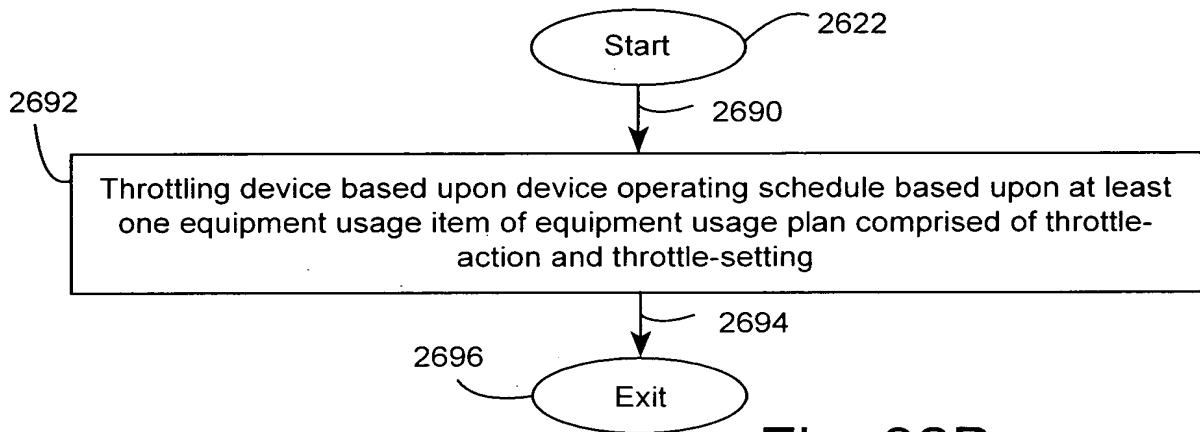 Start
2622
2692
2690
Throttling device based upon device operating schedule based upon at least
one equipment usage item of equipment usage plan comprised of throttle-
action and throttle-setting
2694
2696
Exit